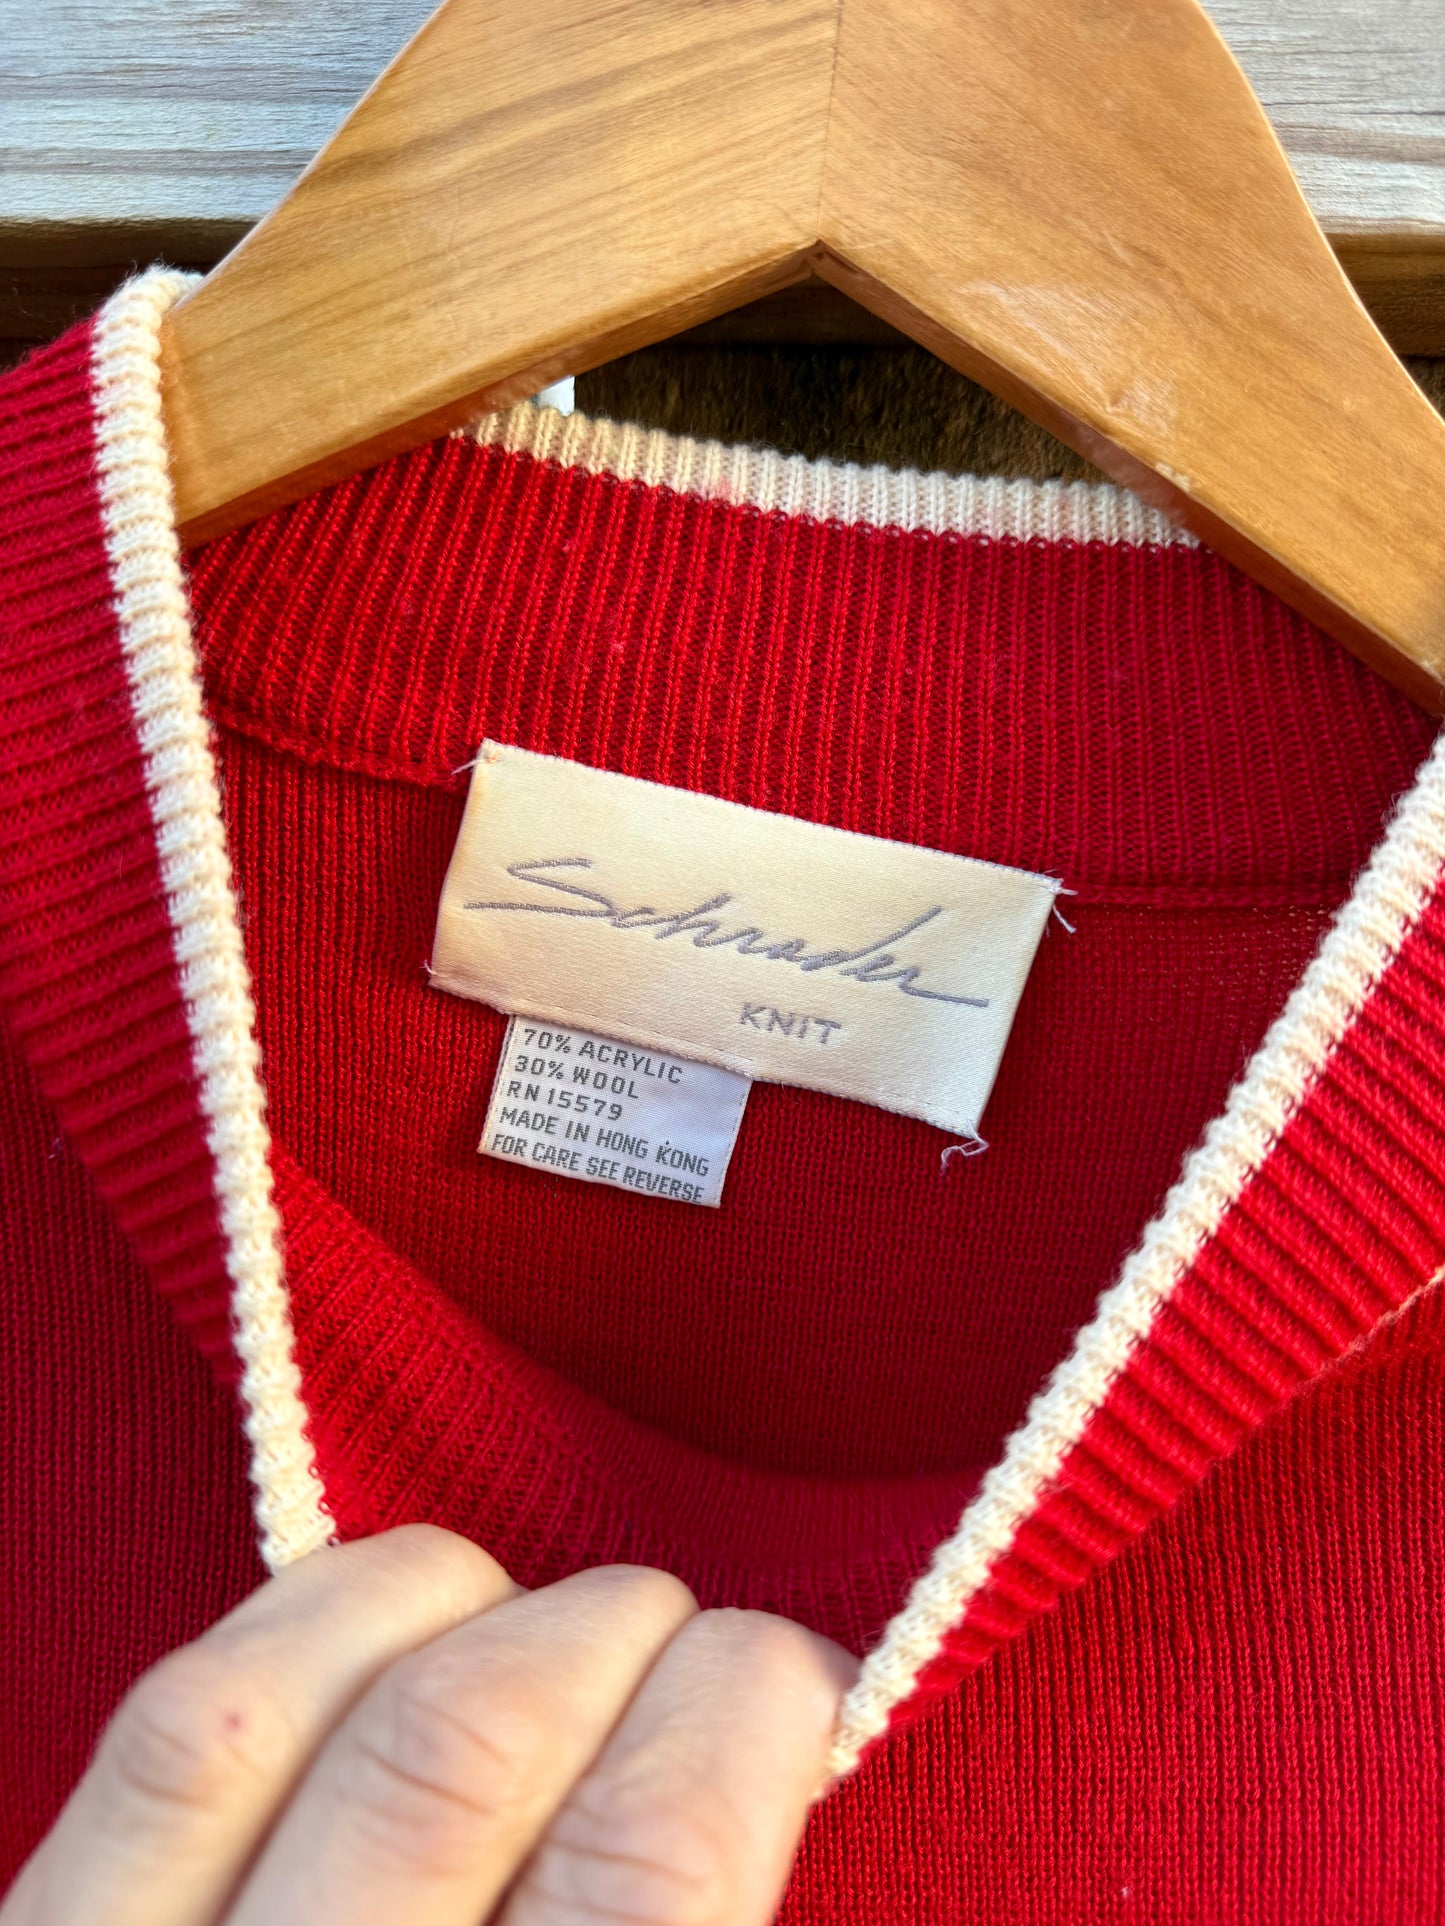 Schrader
KNIT
70% ACRYLIC
30% WOOL
RN 15579
MADE IN HONG KONG
FOR CARE SEE REVERSE